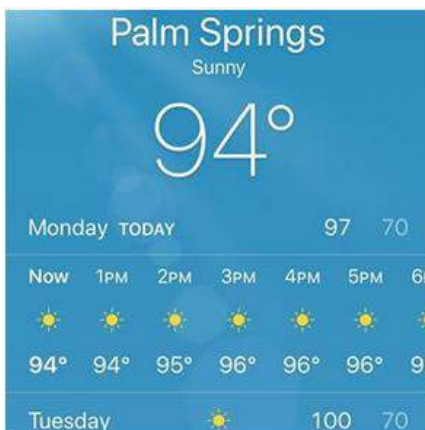 Palm Springs
Sunny
94°
Monday TODAY 97 70
Now 1PM 2PM 3PM 4PM 5PM
94° 94° 95° 96° 96° 96°
Tuesday 100 70